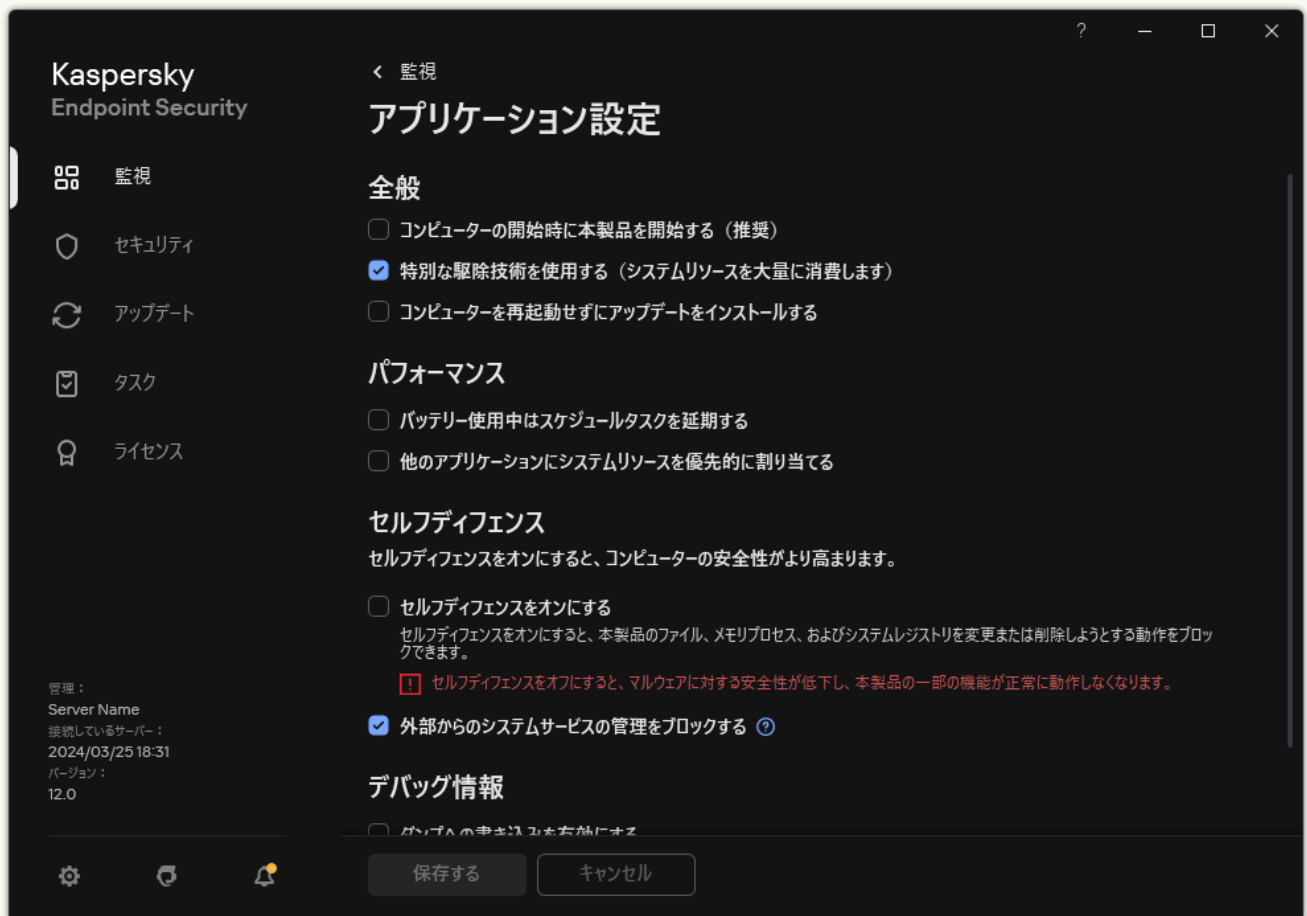 Kaspersky
Endpoint Security
監視
セキュリティ
アップデート
タスク
ライセンス
管理：
Server Name
接続しているサーバー：
2024/03/25 18:31
バージョン：
12.0
監視
アプリケーション設定
全般
コンピューターの開始時に本製品を開始する（推奨）
特別な駆除技術を使用する（システムリソースを大量に消費します）
コンピューターを再起動せずにアップデートをインストールする
パフォーマンス
バッテリー使用中はスケジュールタスクを延期する
他のアプリケーションにシステムリソースを優先的に割り当てる
セルフディフェンス
セルフディフェンスをオンにすると、コンピューターの安全性がより高まります。
セルフディフェンスをオンにする
セルフディフェンスをオンにすると、本製品のファイル、メモリプロセス、およびシステムレジストリを変更または削除しようとする動作をブロッ
クできます。
セルフディフェンスをオフにすると、マルウェアに対する安全性が低下し、本製品の一部の機能が正常に動作しなくなります。
外部からのシステムサービスの管理をブロックする
デバッグ情報
ダンプへの書き込みを有効にする
保存する
キャンセル